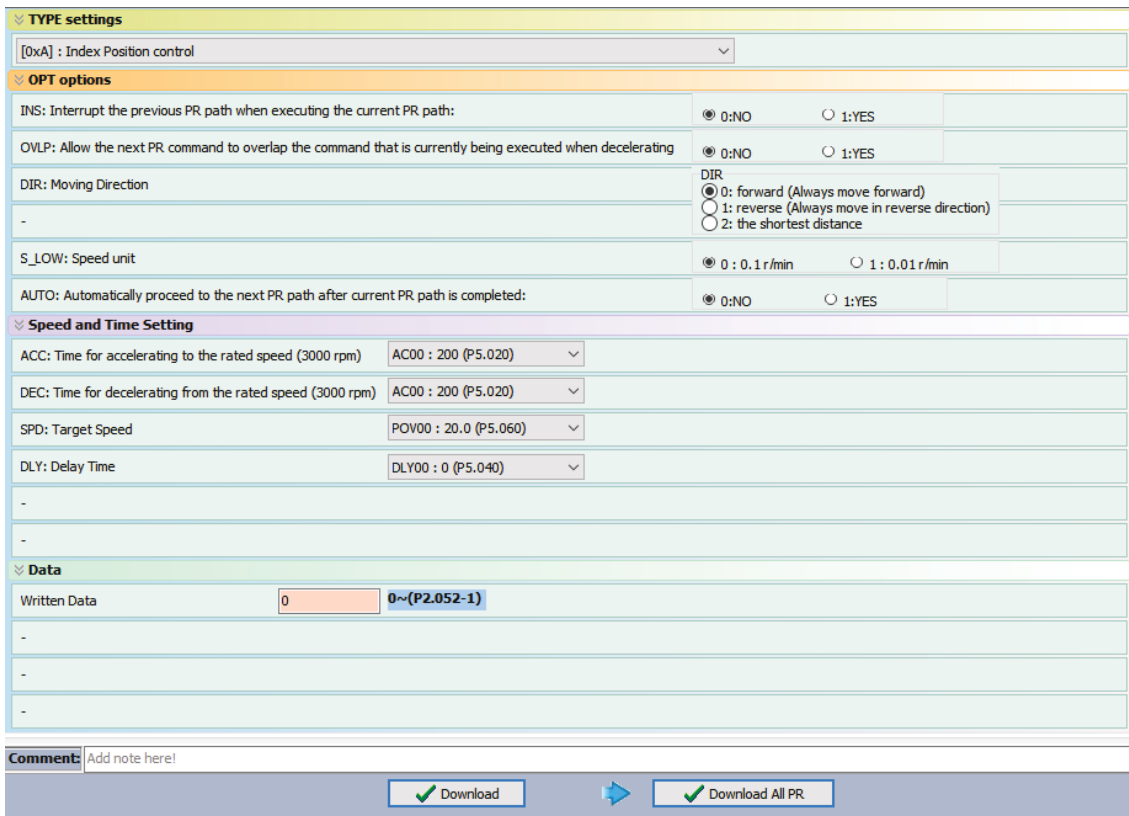 TYPE settings
[0xA] : Index Position control
OPT options
INS: Interrupt the previous PR path when executing the current PR path:
0:NO 1:YES
OVLP: Allow the next PR command to overlap the command that is currently being executed when decelerating
0:NO 1:YES
DIR: Moving Direction
DIR
0: forward (Always move forward)
1: reverse (Always move in reverse direction)
2: the shortest distance
-
S_LOW: Speed unit
0 : 0.1 r/min 1 : 0.01 r/min
AUTO: Automatically proceed to the next PR path after current PR path is completed:
0:NO 1:YES
Speed and Time Setting
ACC: Time for accelerating to the rated speed (3000 rpm) AC00 : 200 (P5.020)
DEC: Time for decelerating from the rated speed (3000 rpm) AC00 : 200 (P5.020)
SPD: Target Speed POV00 : 20.0 (P5.060)
DLY: Delay Time DLY00 : 0 (P5.040)
-
-
Data
Written Data 0 0~(P2.052-1)
-
-
-
Comment: Add note here!
Download Download All PR